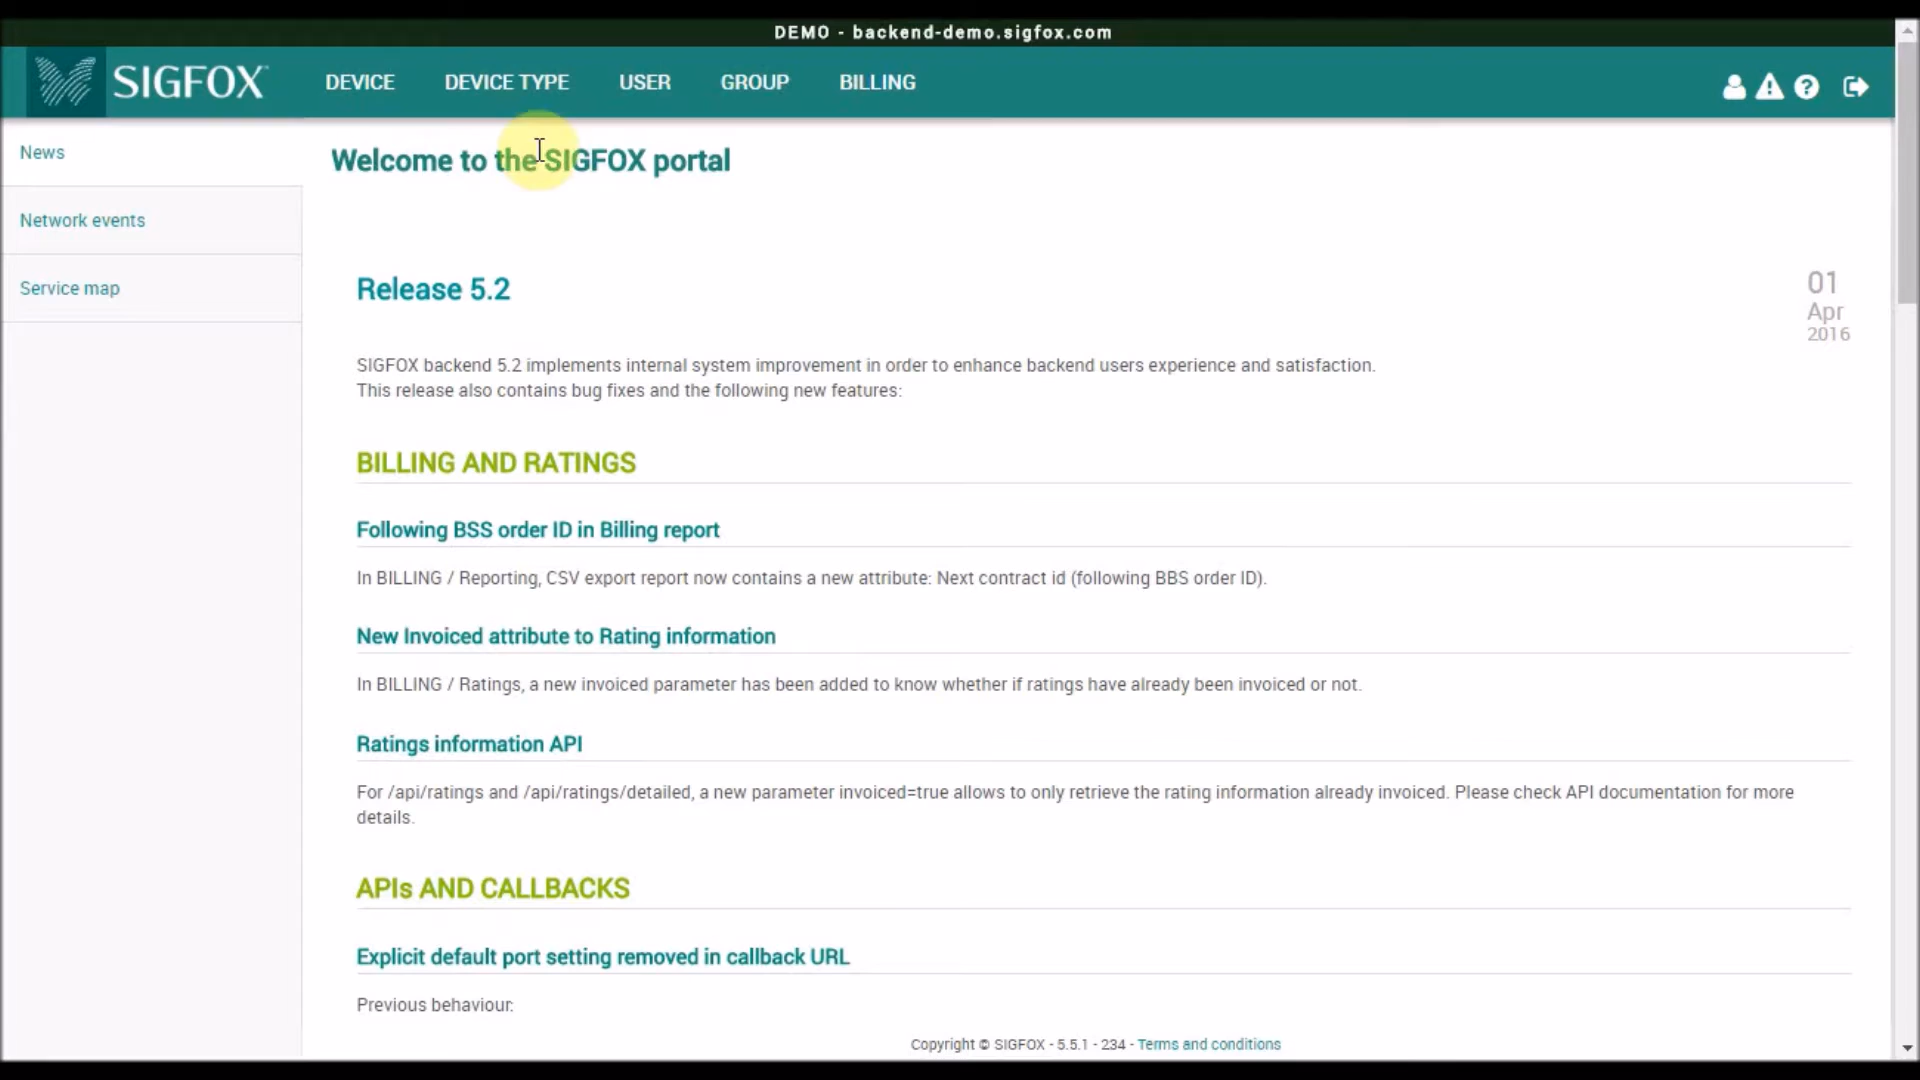 DEMO - backend-demo.sigfox.com
SIGFOX
DEVICE
DEVICE TYPE
USER
GROUP
BILLING
News
Network events
Service map
Welcome to the SIGFOX portal
Release 5.2
01
Apr
2016
SIGFOX backend 5.2 implements internal system improvement in order to enhance backend users experience and satisfaction.
This release also contains bug fixes and the following new features:
BILLING AND RATINGS
Following BSS order ID in Billing report
In BILLING / Reporting, CSV export report now contains a new attribute: Next contract id (following BBS order ID).
New Invoiced attribute to Rating information
In BILLING / Ratings, a new invoiced parameter has been added to know whether if ratings have already been invoiced or not.
Ratings information API
For /api/ratings and /api/ratings/detailed, a new parameter invoiced=true allows to only retrieve the rating information already invoiced. Please check API documentation for more
details.
APIs AND CALLBACKS
Explicit default port setting removed in callback URL
Previous behaviour:
Copyright © SIGFOX - 5.5.1 - 234 - Terms and conditions